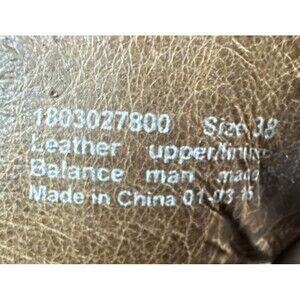 1803027800 Size 38
Leather upper/lining
Balance man made
Made in China 01-03-15